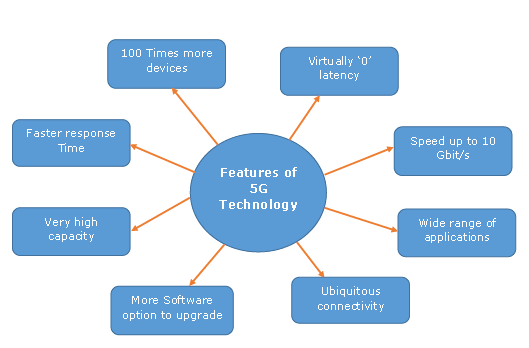 100 Times more
devices
Virtually ‘0’
latency
Faster response
Time
Speed up to 10
Gbit/s
Features of
5G
Technology
Very high
capacity
Wide range of
applications
More Software
option to upgrade
Ubiquitous
connectivity